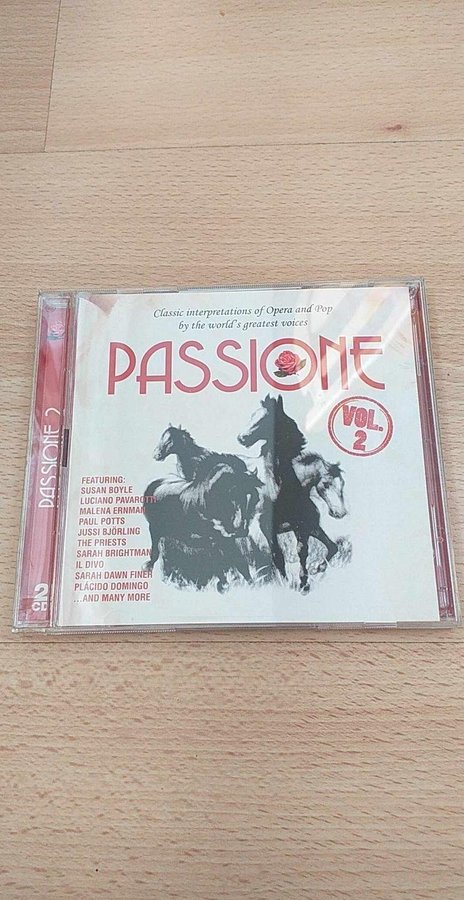 Classic interpretations of Opera and Pop
by the world's greatest voices
PASSIONE
VOL.
2
FEATURING:
SUSAN BOYLE
LUCIANO PAVAROTTI
MALENA ERNMAN
PAUL POTTS
JUSSI BJÖRLING
THE PRIESTS
SARAH BRIGHTMAN
IL DIVO
SARAH DAWN FINER
PLÁCIDO DOMINGO
...AND MANY MORE
PASSIONE 2
2
CD